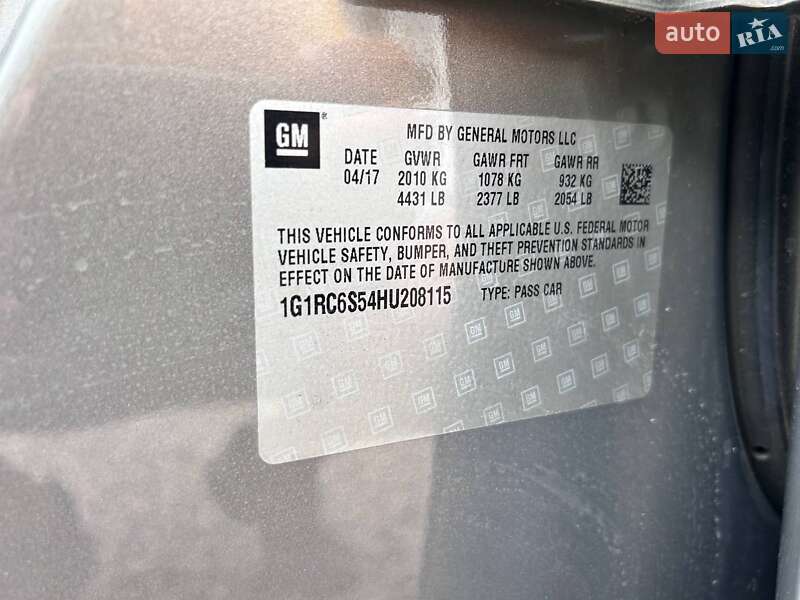 auto RIA .com
GM ®
MFD BY GENERAL MOTORS LLC
DATE GVWR GAWR FRT GAWR RR
04/17 2010 KG 1078 KG 932 KG
4431 LB 2377 LB 2054 LB
THIS VEHICLE CONFORMS TO ALL APPLICABLE U.S. FEDERAL MOTOR
VEHICLE SAFETY, BUMPER, AND THEFT PREVENTION STANDARDS IN
EFFECT ON THE DATE OF MANUFACTURE SHOWN ABOVE.
1G1RC6S54HU208115 TYPE: PASS CAR